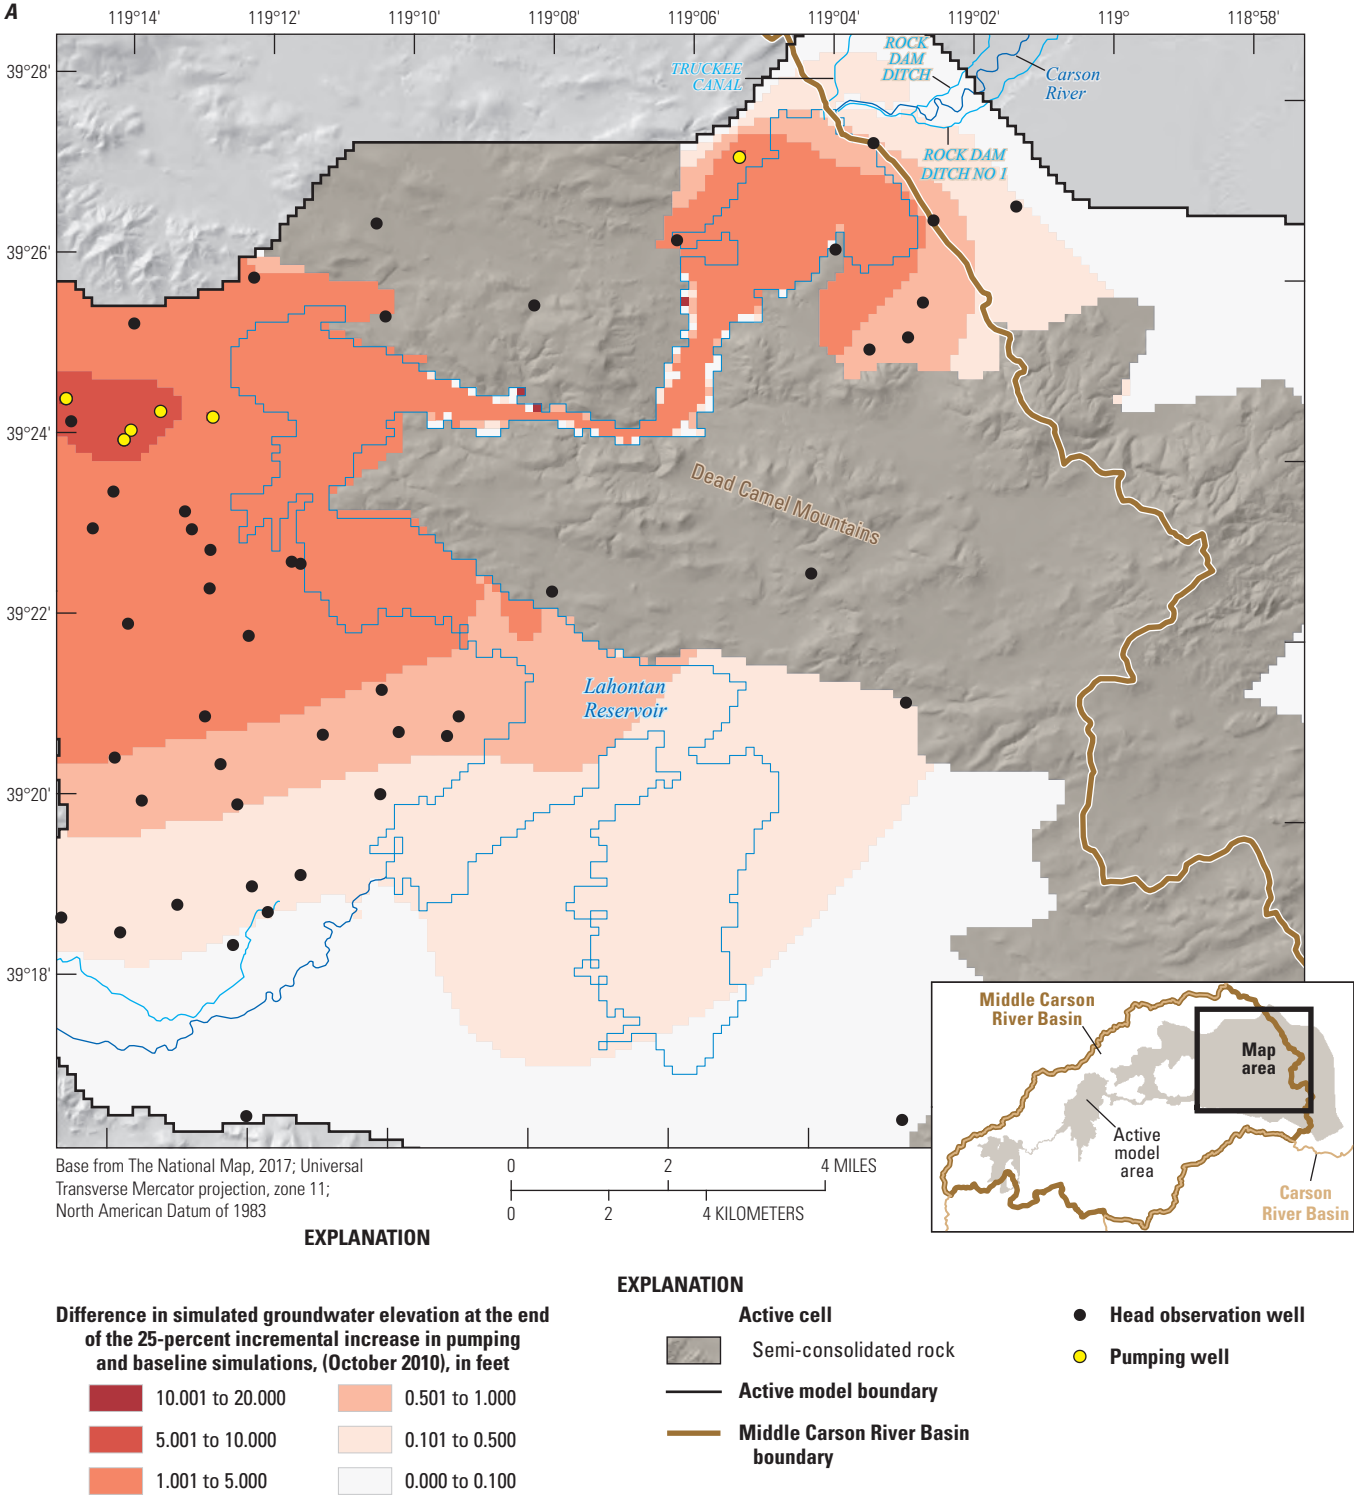 A
119°14'
119°12'
119°10'
119°08'
119°06'
119°04'
119°02'
119°
118°58'
39°28'
39°26'
39°24'
39°22'
39°20'
39°18'
TRUCKEE
CANAL
ROCK
DAM
DITCH
Carson
River
ROCK DAM
DITCH NO 1
Dead Camel Mountains
Lahontan
Reservoir
Middle Carson
River Basin
Map
area
Active
model
area
Carson
River Basin
Base from The National Map, 2017; Universal
Transverse Mercator projection, zone 11;
North American Datum of 1983
0 2 4 MILES
0 2 4 KILOMETERS
EXPLANATION
Difference in simulated groundwater elevation at the end
of the 25-percent incremental increase in pumping
and baseline simulations, (October 2010), in feet
10.001 to 20.000
5.001 to 10.000
1.001 to 5.000
0.501 to 1.000
0.101 to 0.500
0.000 to 0.100
EXPLANATION
Active cell
Semi-consolidated rock
Active model boundary
Middle Carson River Basin
boundary
Head observation well
Pumping well